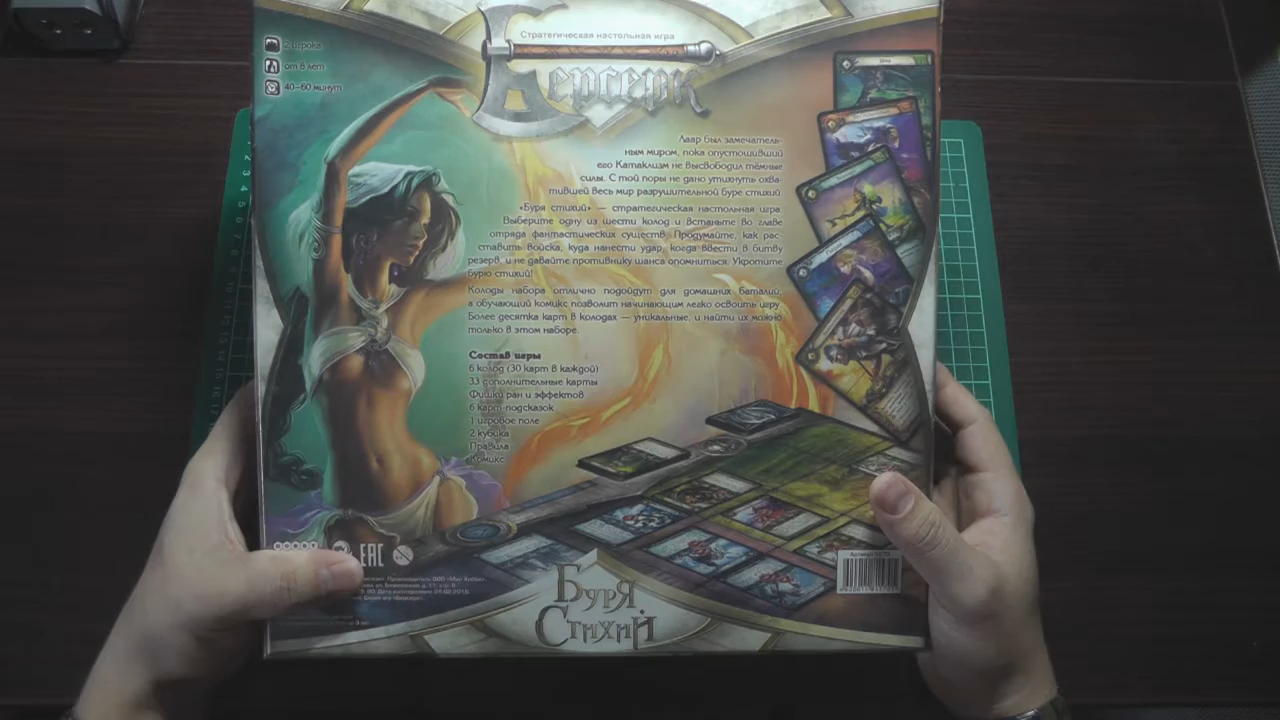 Стратегическая настольная игра
Берсерк
2 игрока
от 8 лет
40–60 минут
Лаар был замечатель-
ным миром, пока опустошивший
его Катаклизм не высвободил тёмные
силы. С той поры не дано утихнуть охва-
тившей весь мир разрушительной буре стихий.
«Буря стихий» — стратегическая настольная игра.
Выберите одну из шести колод и встаньте во главе
отряда фантастических существ. Продумайте, как рас-
ставить войска, куда нанести удар, когда ввести в битву
резерв, и не давайте противнику шанса опомниться. Укротите
бурю стихий!
Колоды набора отлично подойдут для домашних баталий,
а обучающий комикс позволит начинающим легко освоить игру.
Более десятка карт в колодах — уникальные, и найти их можно
только в этом наборе.
Состав игры
6 колод (30 карт в каждой)
33 дополнительные карты
Фишки ран и эффектов
6 карт-подсказок
1 игровое поле
2 кубика
Правила
Комикс
EAC
Производитель ООО «Мир Хобби»
Артикул
Буря
Стихий